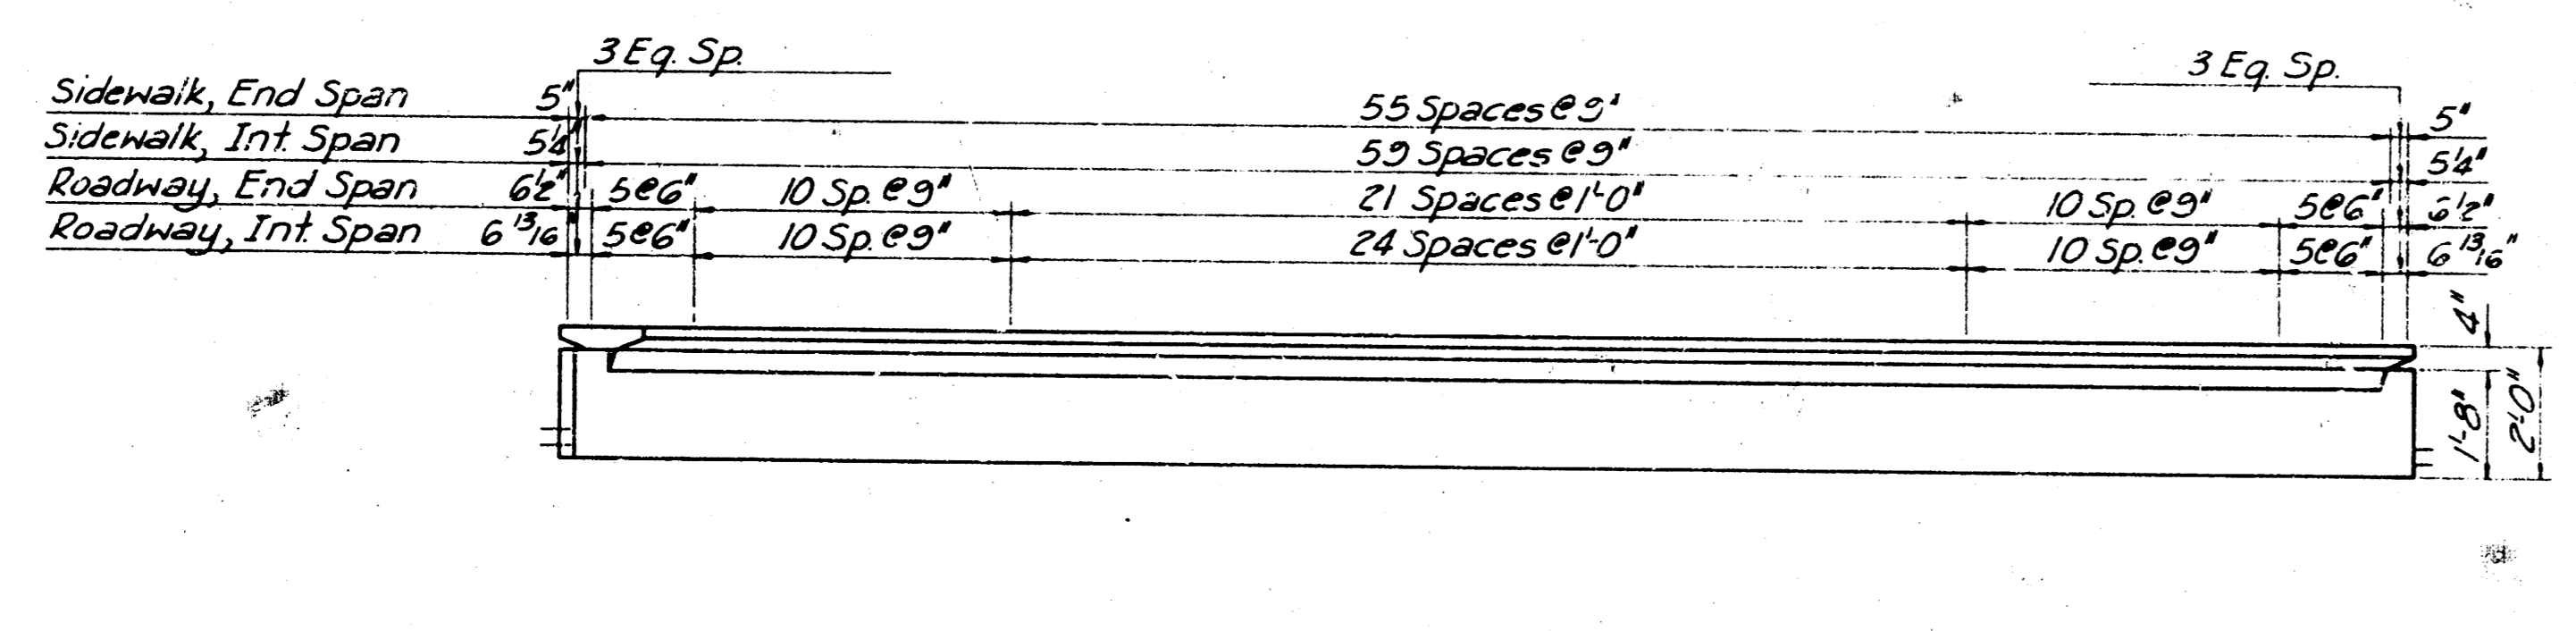 3 Eq. Sp. 3 Eq. Sp.
Sidewalk, End Span 5" 55 Spaces @ 9' 5"
Sidewalk, Int. Span 5¼ 59 Spaces @ 9" 5¼"
Roadway, End Span 6½" 5@6" 10 Sp. @ 9" 21 Spaces @ 1'-0" 10 Sp. @ 9" 5@6" 6½"
Roadway, Int. Span 6 13/16" 5@6" 10 Sp. @ 9" 24 Spaces @ 1'-0" 10 Sp. @ 9" 5@6" 6 13/16"
4"
1'-8"
2'-0"